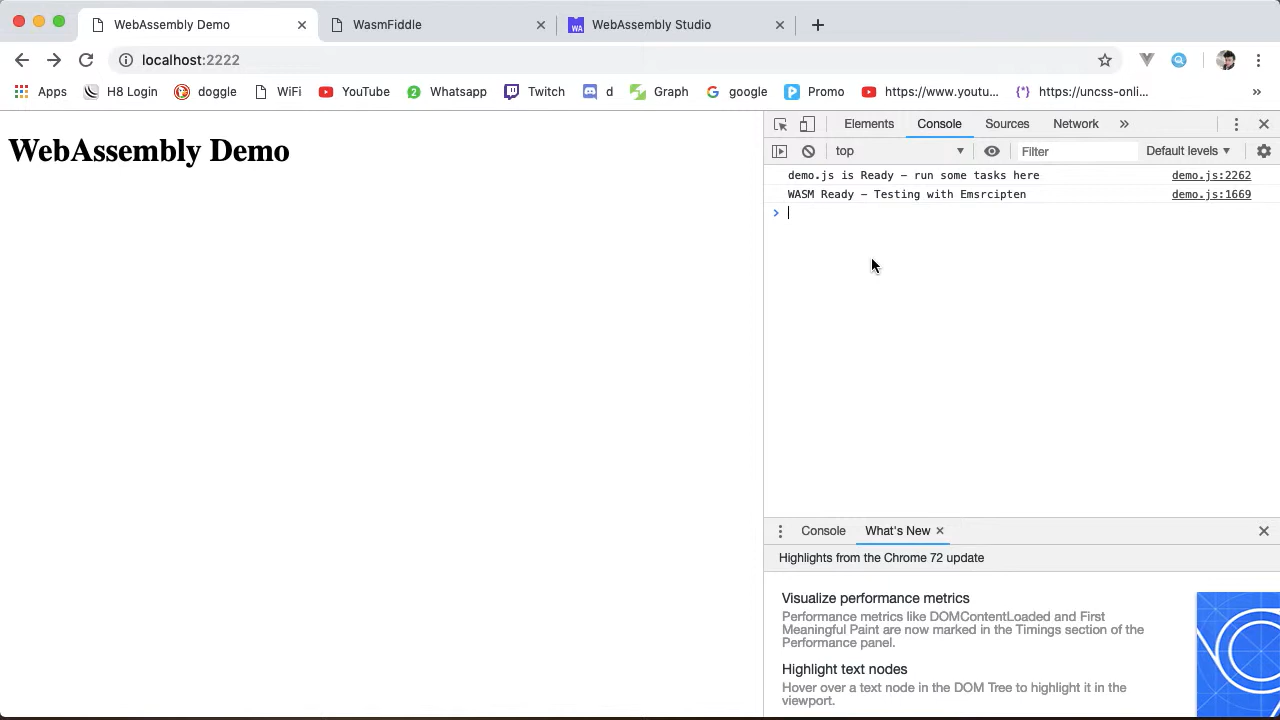 WebAssembly Demo
WasmFiddle
WA
WebAssembly Studio
localhost:2222
Apps
H8 Login
doggle
WiFi
YouTube
2
Whatsapp
Twitch
d
Graph
google
Promo
https://www.youtu...
https://uncss-onli...
»
WebAssembly Demo
Elements
Console
Sources
Network
»
top
Filter
Default levels
demo.js is Ready – run some tasks here demo.js:2262
WASM Ready – Testing with Emsrcipten demo.js:1669
Console
What's New
Highlights from the Chrome 72 update
Visualize performance metrics
Performance metrics like DOMContentLoaded and First
Meaningful Paint are now marked in the Timings section of the
Performance panel.
Highlight text nodes
Hover over a text node in the DOM Tree to highlight it in the
viewport.